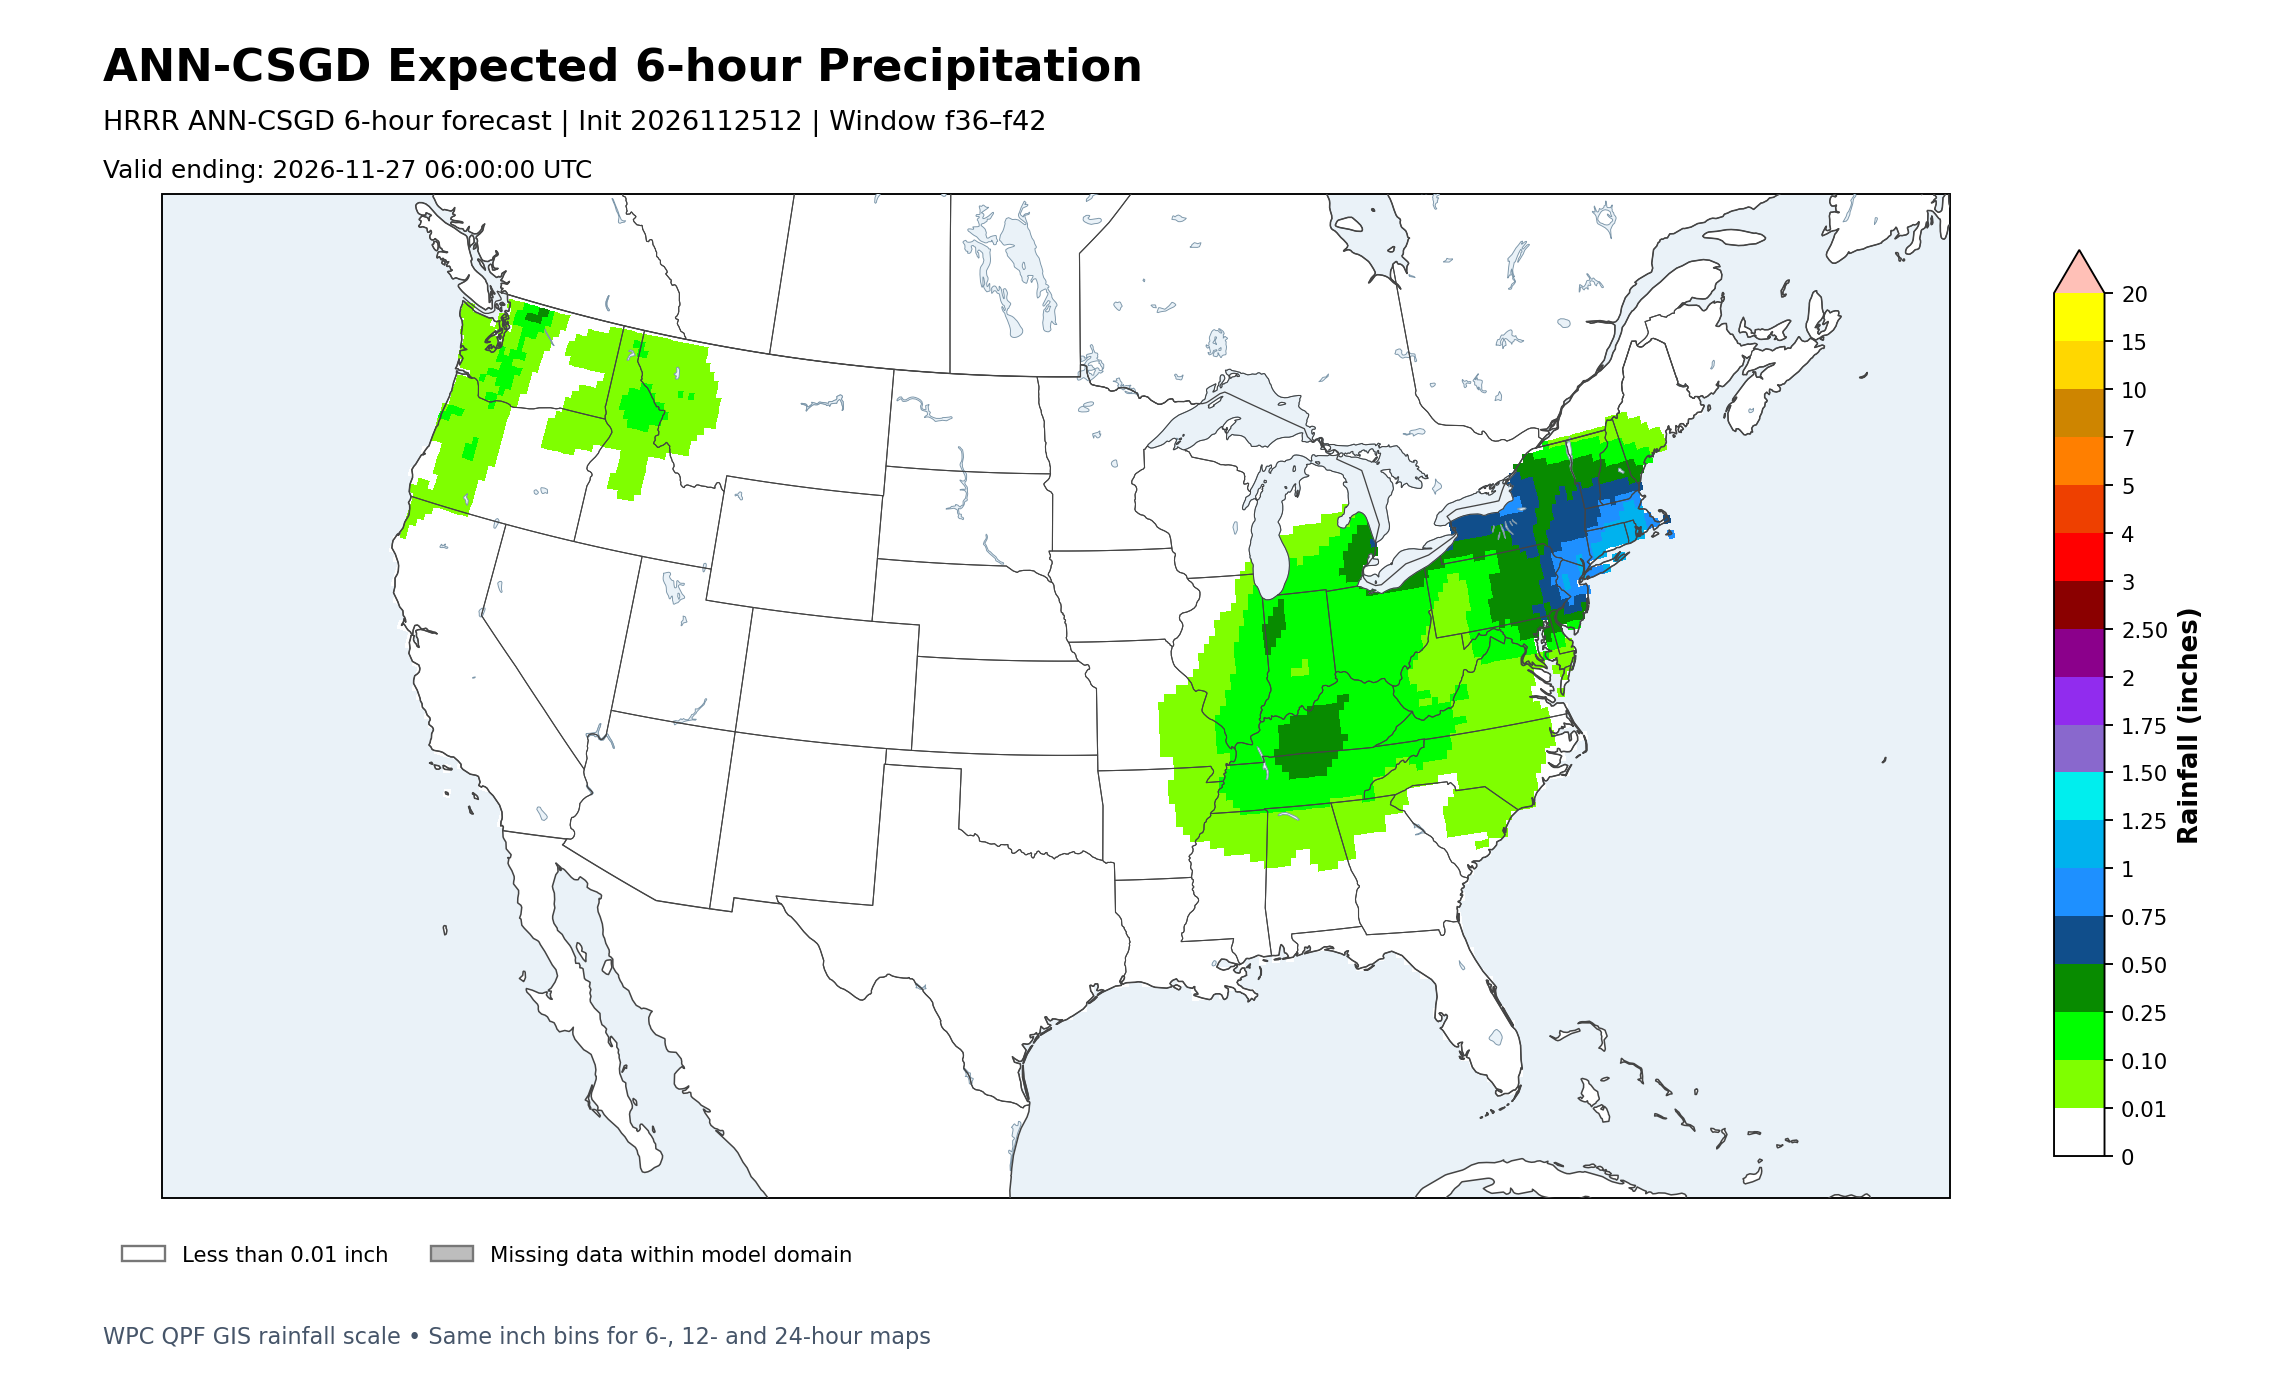 ANN-CSGD Expected 6-hour Precipitation
HRRR ANN-CSGD 6-hour forecast | Init 2026112512 | Window f36–f42
Valid ending: 2026-11-27 06:00:00 UTC
20
15
10
7
5
4
3
2.50
2
1.75
1.50
1.25
1
0.75
0.50
0.25
0.10
0.01
0
Rainfall (inches)
Less than 0.01 inch
Missing data within model domain
WPC QPF GIS rainfall scale • Same inch bins for 6-, 12- and 24-hour maps